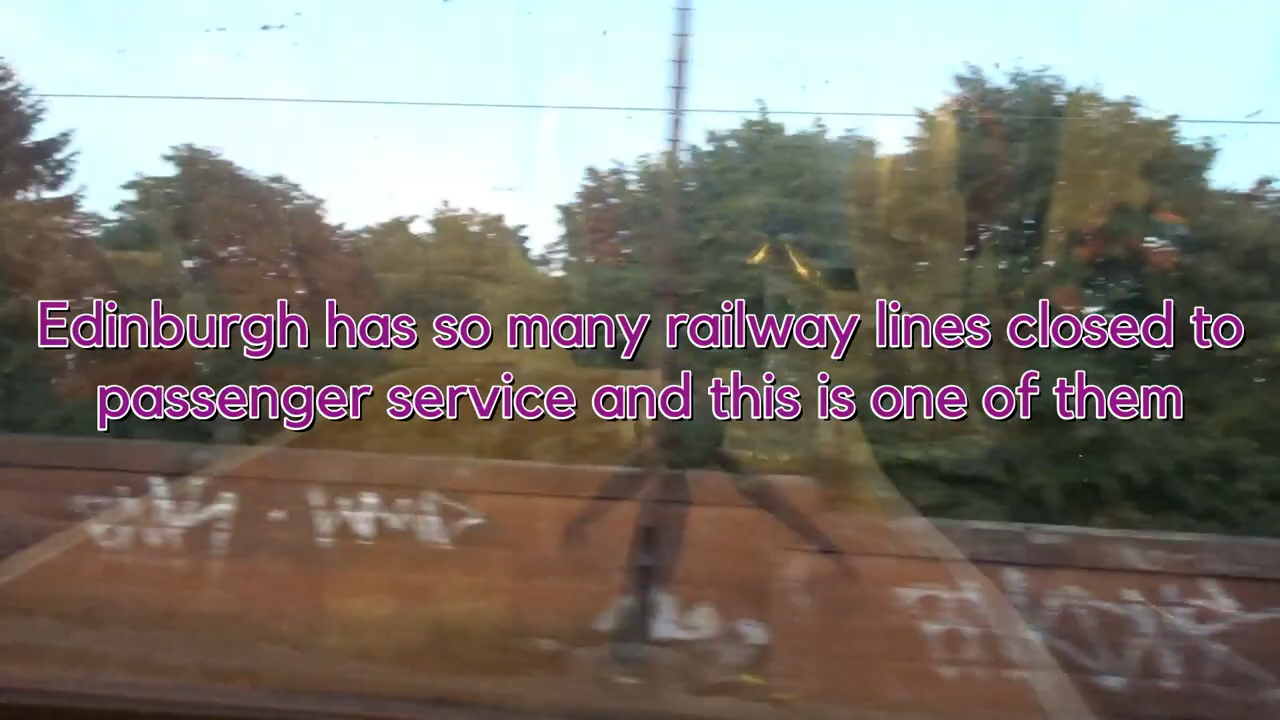 Edinburgh has so many railway lines closed to
passenger service and this is one of them